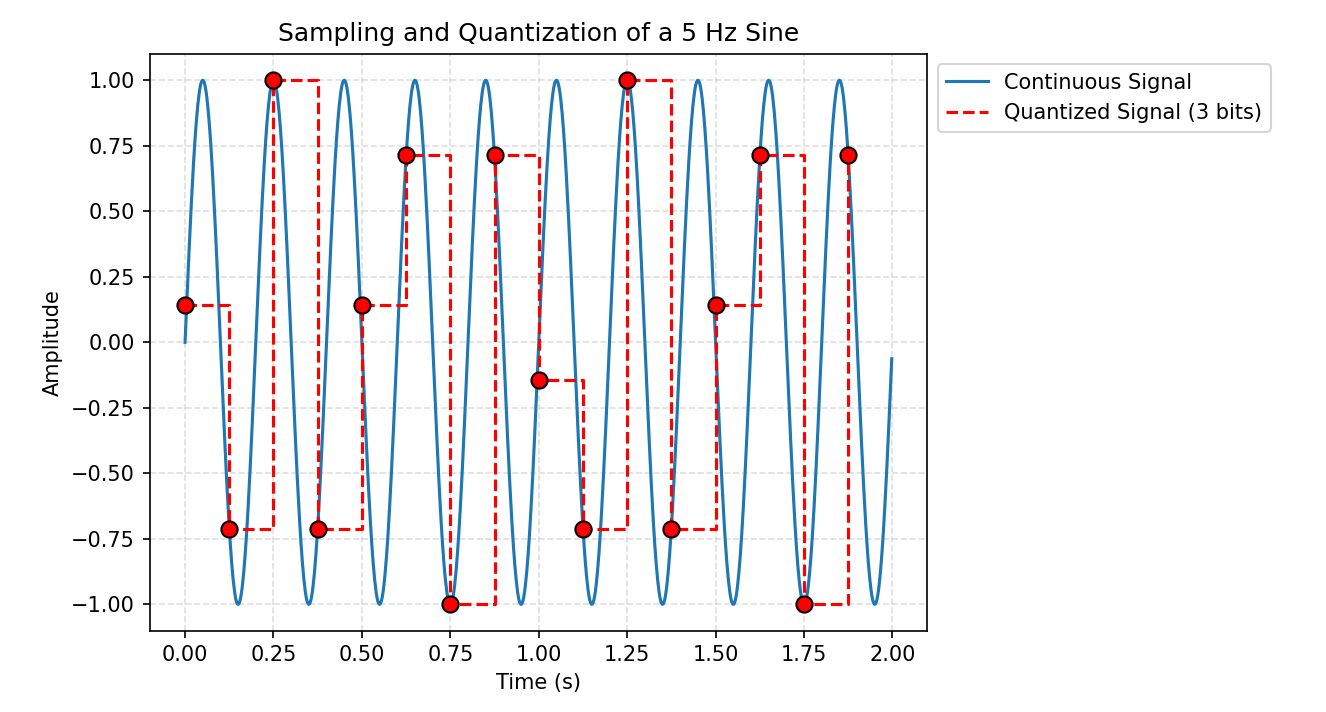 Sampling and Quantization of a 5 Hz Sine
Continuous Signal
Quantized Signal (3 bits)
Amplitude
1.00
0.75
0.50
0.25
0.00
−0.25
−0.50
−0.75
−1.00
0.00 0.25 0.50 0.75 1.00 1.25 1.50 1.75 2.00
Time (s)